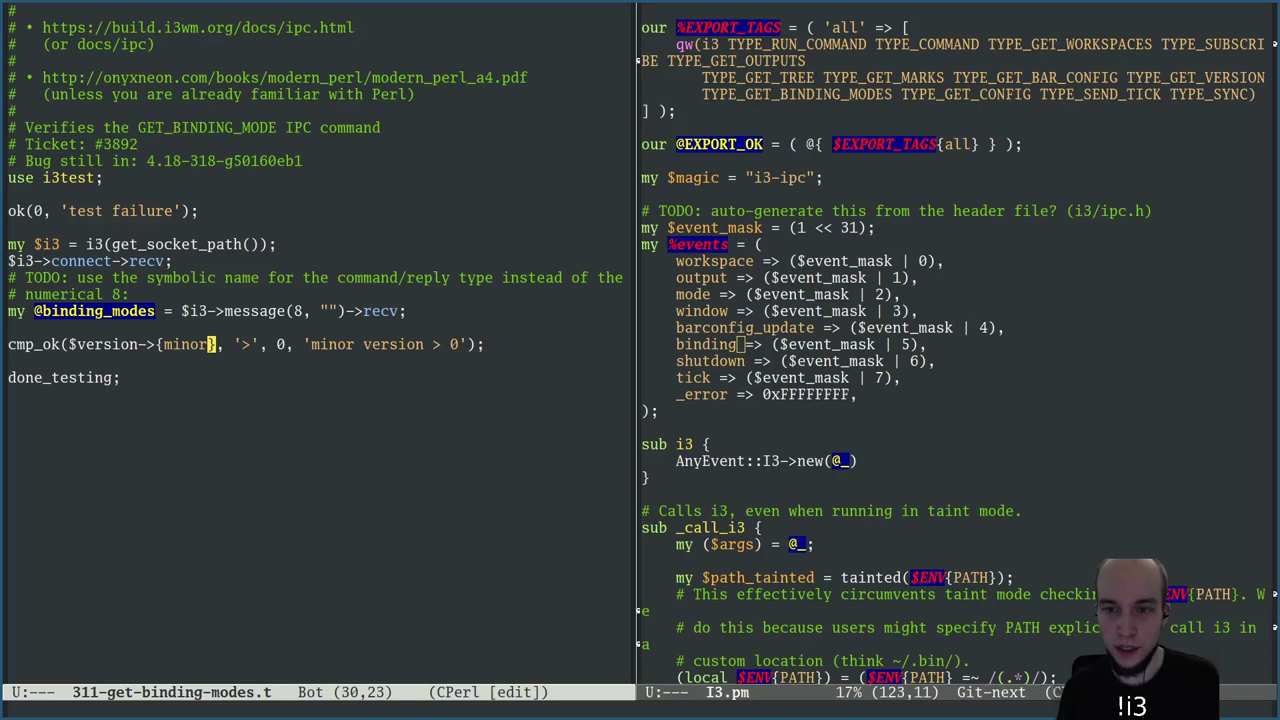 #
# • https://build.i3wm.org/docs/ipc.html
#   (or docs/ipc)
#
# • http://onyxneon.com/books/modern_perl/modern_perl_a4.pdf
#   (unless you are already familiar with Perl)
#
# Verifies the GET_BINDING_MODE IPC command
# Ticket: #3892
# Bug still in: 4.18-318-g50160eb1
use i3test;

ok(0, 'test failure');

my $i3 = i3(get_socket_path());
$i3->connect->recv;
# TODO: use the symbolic name for the command/reply type instead of the
# numerical 8:
my @binding_modes = $i3->message(8, "")->recv;

cmp_ok($version->{minor}, '>', 0, 'minor version > 0');

done_testing;
U:---  311-get-binding-modes.t   Bot (30,23)     (CPerl [edit])
our %EXPORT_TAGS = ( 'all' => [
    qw(i3 TYPE_RUN_COMMAND TYPE_COMMAND TYPE_GET_WORKSPACES TYPE_SUBSCRI
BE TYPE_GET_OUTPUTS
       TYPE_GET_TREE TYPE_GET_MARKS TYPE_GET_BAR_CONFIG TYPE_GET_VERSION
       TYPE_GET_BINDING_MODES TYPE_GET_CONFIG TYPE_SEND_TICK TYPE_SYNC)
] );

our @EXPORT_OK = ( @{ $EXPORT_TAGS{all} } );

my $magic = "i3-ipc";

# TODO: auto-generate this from the header file? (i3/ipc.h)
my $event_mask = (1 << 31);
my %events = (
    workspace => ($event_mask | 0),
    output => ($event_mask | 1),
    mode => ($event_mask | 2),
    window => ($event_mask | 3),
    barconfig_update => ($event_mask | 4),
    binding => ($event_mask | 5),
    shutdown => ($event_mask | 6),
    tick => ($event_mask | 7),
    _error => 0xFFFFFFFF,
);

sub i3 {
    AnyEvent::I3->new(@_)
}

# Calls i3, even when running in taint mode.
sub _call_i3 {
    my ($args) = @_;

    my $path_tainted = tainted($ENV{PATH});
    # This effectively circumvents taint mode checki ENV{PATH}. W
e
    # do this because users might specify PATH explic call i3 in
a
    # custom location (think ~/.bin/).
    (local $ENV{PATH}) = ($ENV{PATH} =~ /(.*)/);
U:---  I3.pm          17% (123,11)   Git-next  (C
!i3